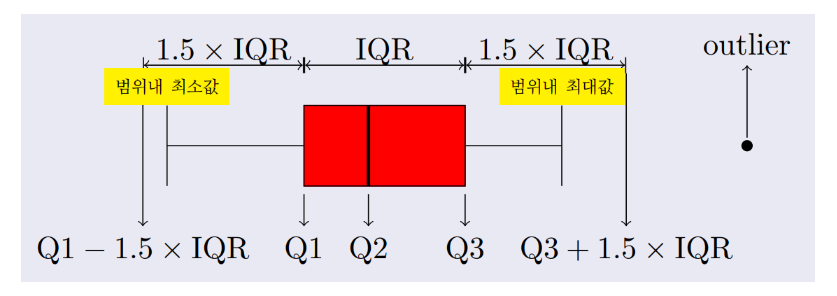 1.5 × IQR IQR 1.5 × IQR outlier
범위내 최소값 범위내 최대값
Q1 − 1.5 × IQR Q1 Q2 Q3 Q3 + 1.5 × IQR